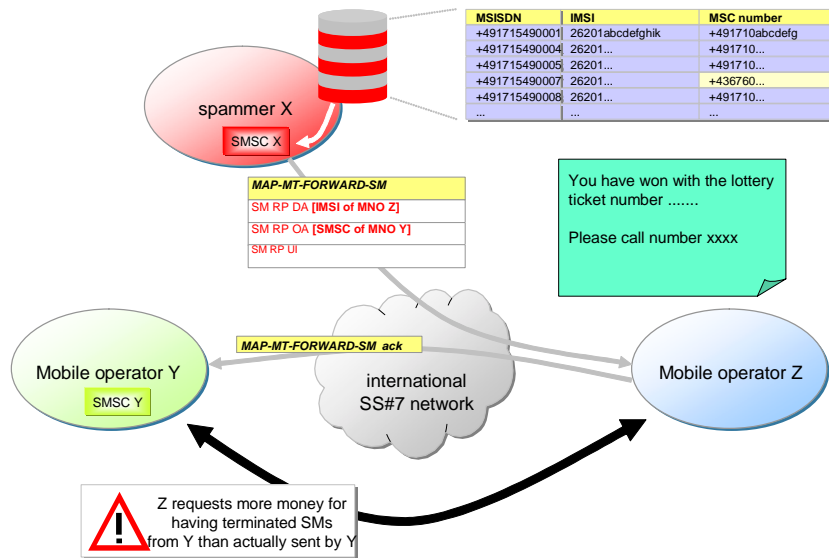 MSISDN IMSI MSC number
+491715490001 26201abcdefghik +491710abcdefg
+491715490004 26201... +491710...
+491715490005 26201... +491710...
+491715490007 26201... +436760...
+491715490008 26201... +491710...
... ... ...
spammer X
SMSC X
MAP-MT-FORWARD-SM
SM RP DA [IMSI of MNO Z]
SM RP OA [SMSC of MNO Y]
SM RP UI
You have won with the lottery
ticket number .......
Please call number xxxx
MAP-MT-FORWARD-SM ack
Mobile operator Y
SMSC Y
international
SS#7 network
Mobile operator Z
!
Z requests more money for
having terminated SMs
from Y than actually sent by Y